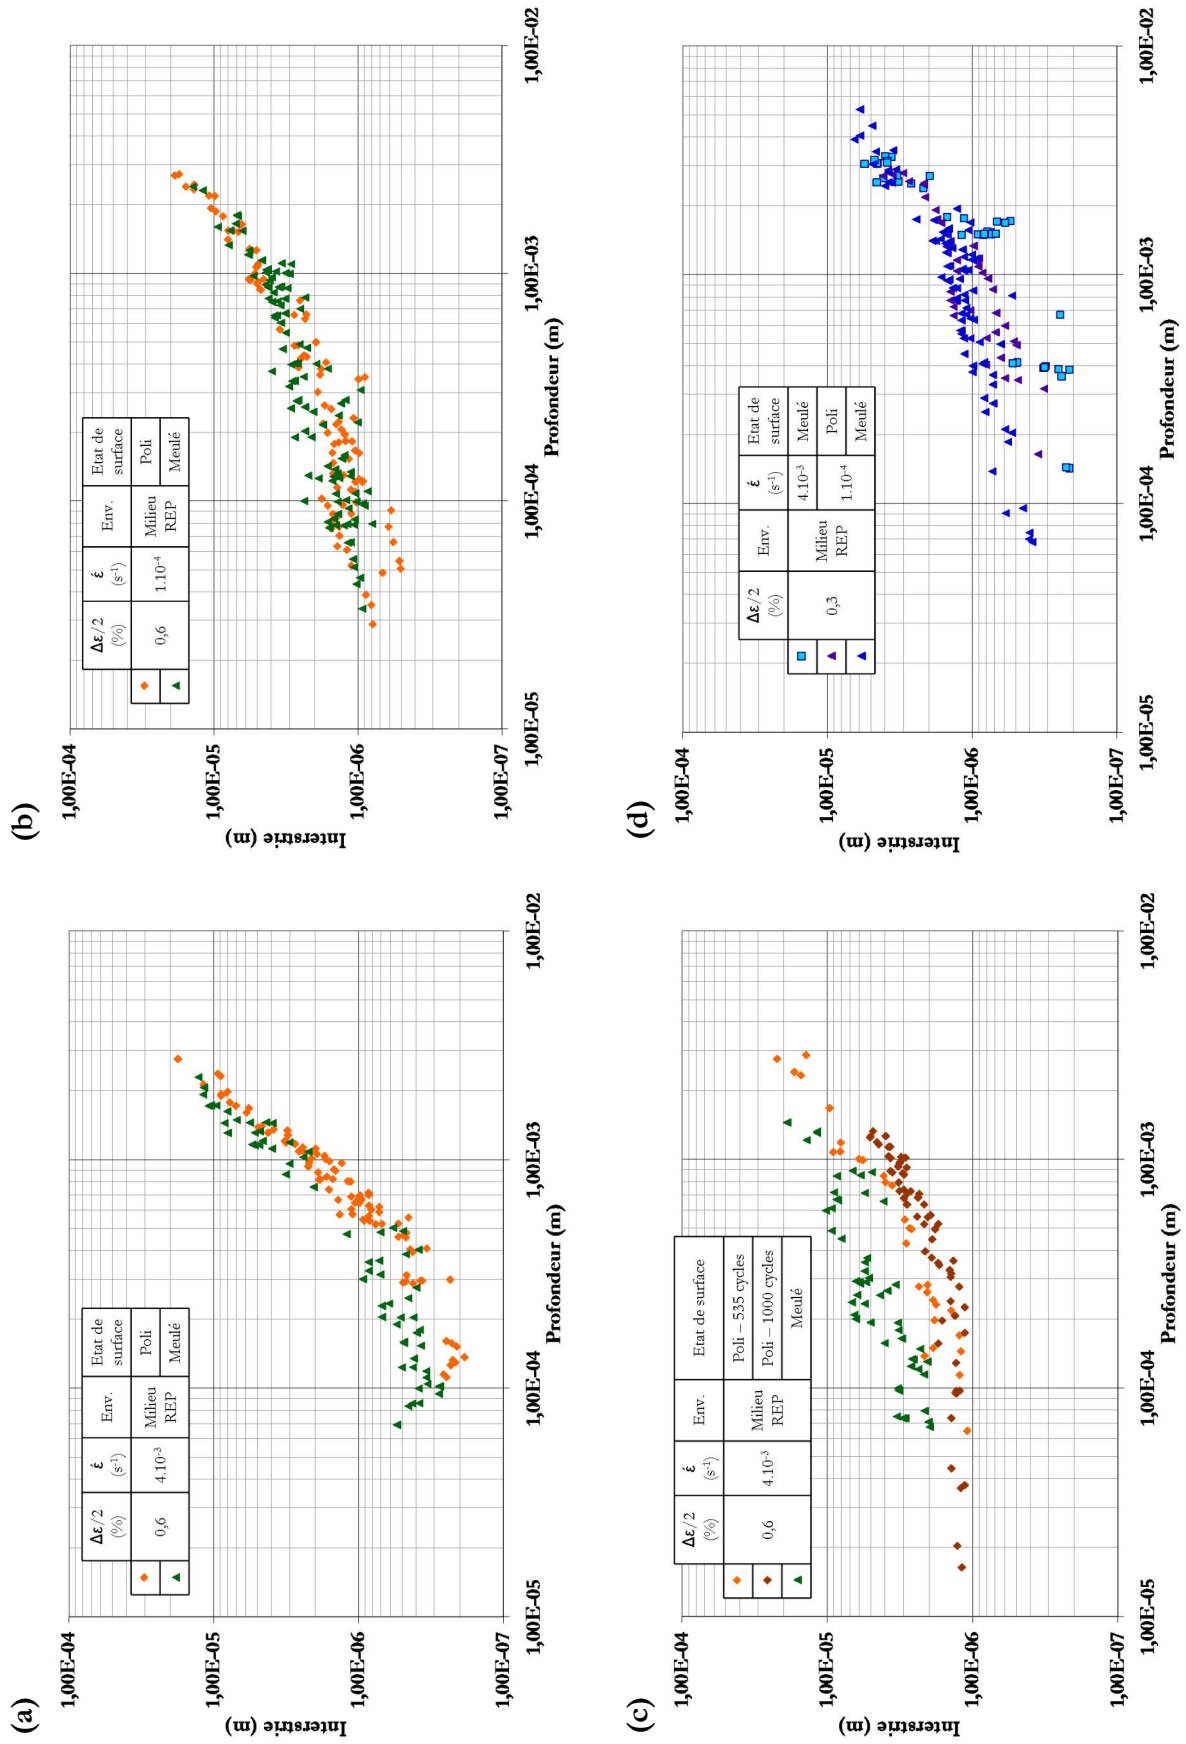 (a)
1,00E-04
1,00E-05
1,00E-06
1,00E-07
Interstrie (m)
Δε/2 (%) ε̇ (s⁻¹) Env. Etat de surface
0,6 4.10⁻³ Milieu REP Poli
Meulé
1,00E-05 1,00E-04 1,00E-03 1,00E-02
Profondeur (m)
(b)
1,00E-04
1,00E-05
1,00E-06
1,00E-07
Interstrie (m)
Δε/2 (%) ε̇ (s⁻¹) Env. Etat de surface
0,6 1.10⁻⁴ Milieu REP Poli
Meulé
1,00E-05 1,00E-04 1,00E-03 1,00E-02
Profondeur (m)
(c)
1,00E-04
1,00E-05
1,00E-06
1,00E-07
Interstrie (m)
Δε/2 (%) ε̇ (s⁻¹) Env. Etat de surface
0,6 4.10⁻³ Milieu REP Poli – 535 cycles
Poli – 1000 cycles
Meulé
1,00E-05 1,00E-04 1,00E-03 1,00E-02
Profondeur (m)
(d)
1,00E-04
1,00E-05
1,00E-06
1,00E-07
Interstrie (m)
Δε/2 (%) Env. ε̇ (s⁻¹) Etat de surface
0,3 Milieu REP 4.10⁻³ Meulé
1.10⁻⁴ Poli
Meulé
1,00E-05 1,00E-04 1,00E-03 1,00E-02
Profondeur (m)